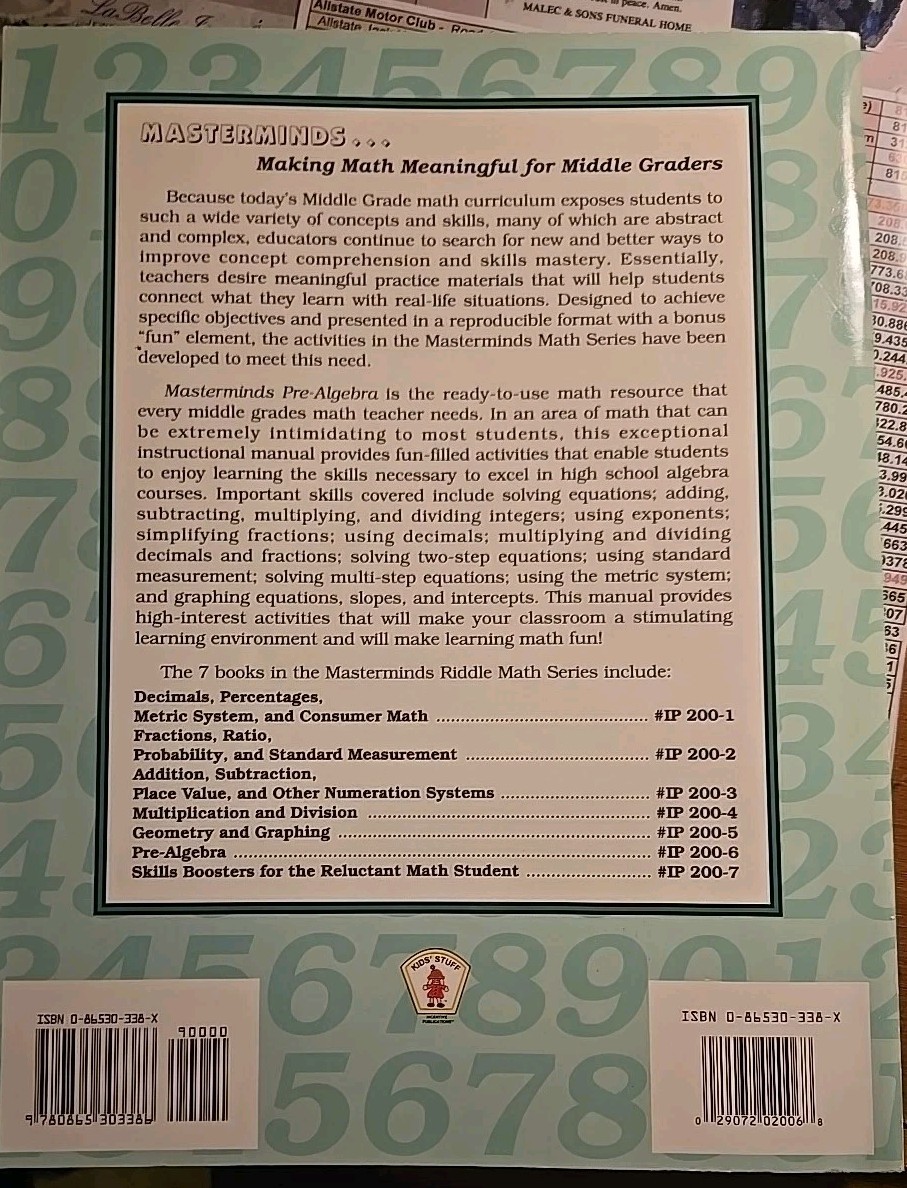 La Belle
Allstate Motor Club - Road
in peace. Amen.
MALEC & SONS FUNERAL HOME
1234567890
MASTERMINDS...
Making Math Meaningful for Middle Graders
Because today's Middle Grade math curriculum exposes students to
such a wide variety of concepts and skills, many of which are abstract
and complex, educators continue to search for new and better ways to
improve concept comprehension and skills mastery. Essentially,
teachers desire meaningful practice materials that will help students
connect what they learn with real-life situations. Designed to achieve
specific objectives and presented in a reproducible format with a bonus
"fun" element, the activities in the Masterminds Math Series have been
developed to meet this need.
Masterminds Pre-Algebra is the ready-to-use math resource that
every middle grades math teacher needs. In an area of math that can
be extremely intimidating to most students, this exceptional
instructional manual provides fun-filled activities that enable students
to enjoy learning the skills necessary to excel in high school algebra
courses. Important skills covered include solving equations; adding,
subtracting, multiplying, and dividing integers; using exponents;
simplifying fractions; using decimals; multiplying and dividing
decimals and fractions; solving two-step equations; using standard
measurement; solving multi-step equations; using the metric system;
and graphing equations, slopes, and intercepts. This manual provides
high-interest activities that will make your classroom a stimulating
learning environment and will make learning math fun!
The 7 books in the Masterminds Riddle Math Series include:
Decimals, Percentages,
Metric System, and Consumer Math ........ #IP 200-1
Fractions, Ratio,
Probability, and Standard Measurement ........ #IP 200-2
Addition, Subtraction,
Place Value, and Other Numeration Systems ........ #IP 200-3
Multiplication and Division ........ #IP 200-4
Geometry and Graphing ........ #IP 200-5
Pre-Algebra ........ #IP 200-6
Skills Boosters for the Reluctant Math Student ........ #IP 200-7
KIDS' STUFF
INCENTIVE
PUBLICATIONS
ISBN 0-86530-338-X
90000
9 780865 303386
ISBN 0-86530-338-X
0 29072 02006 8